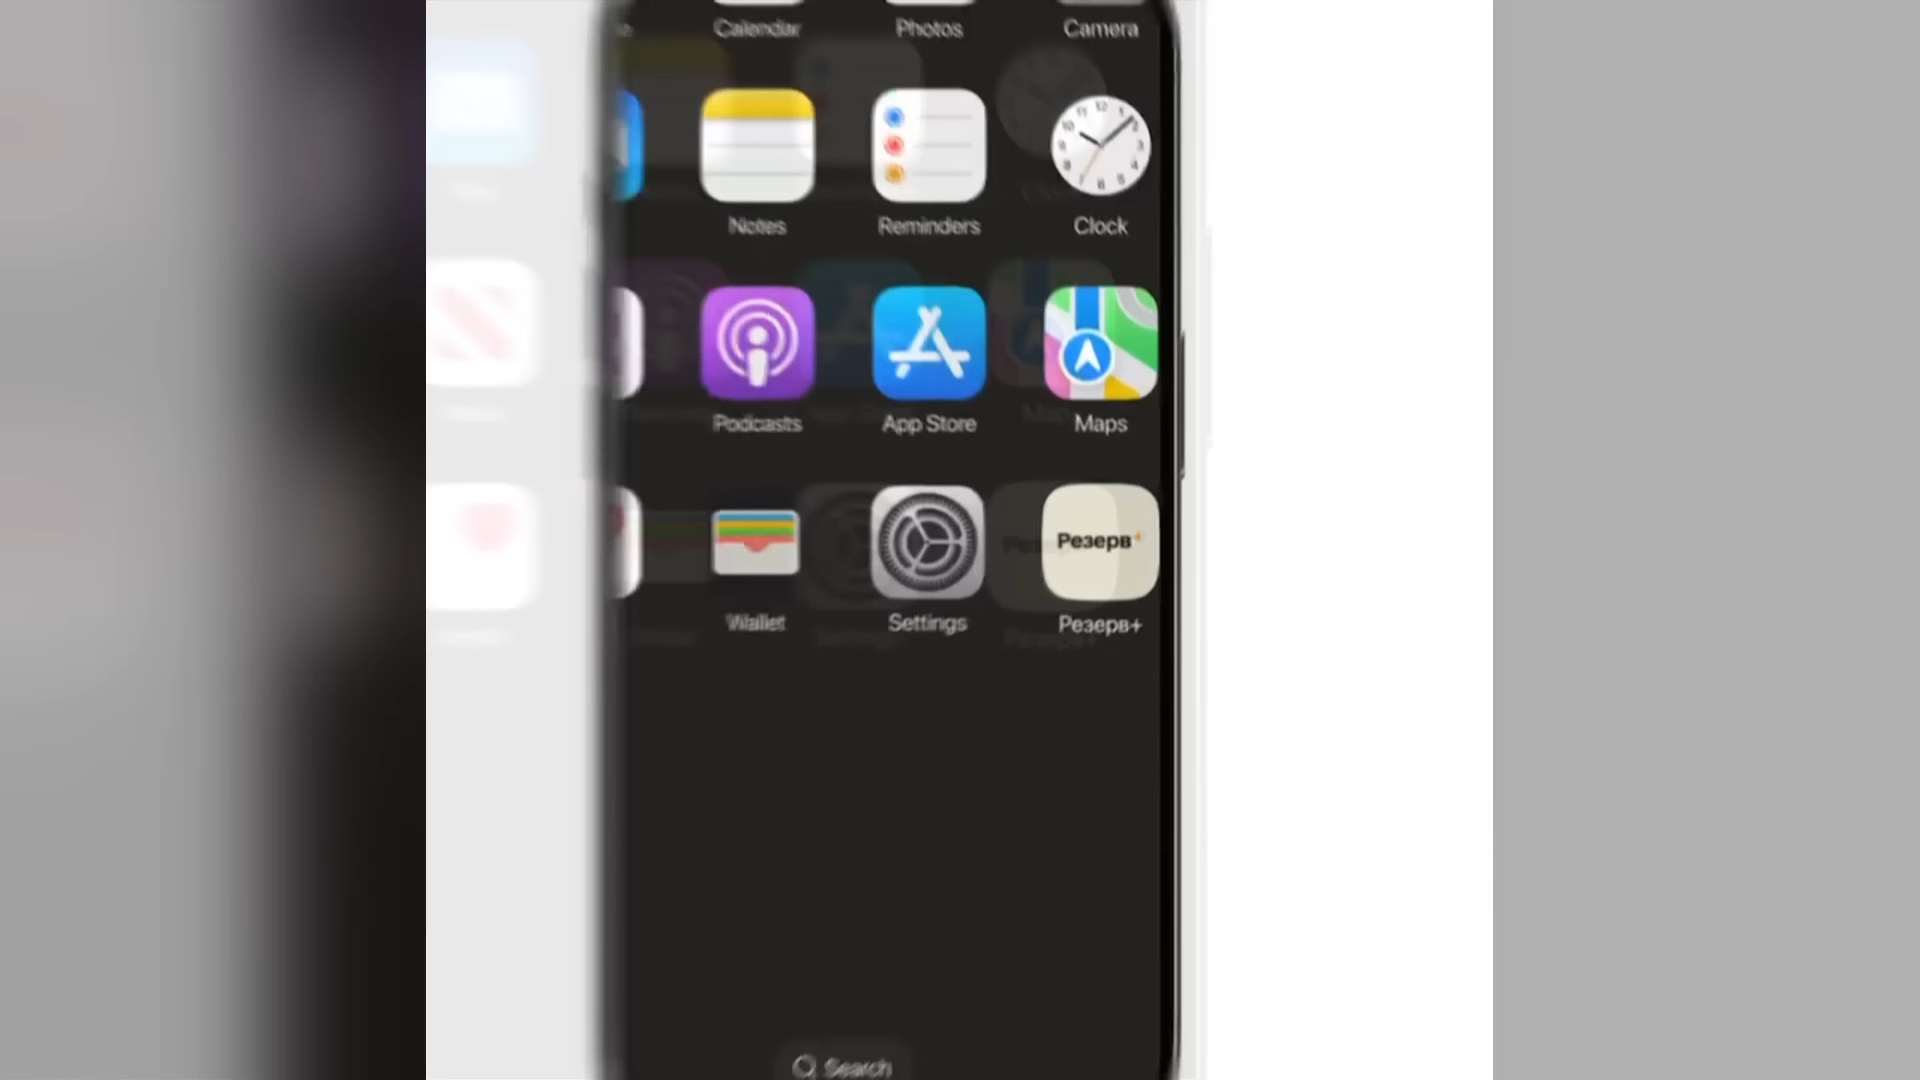 Calendar Photos Camera
Notes Reminders Clock
Podcasts App Store Maps
Резерв+
Wallet Settings Резерв+
Search